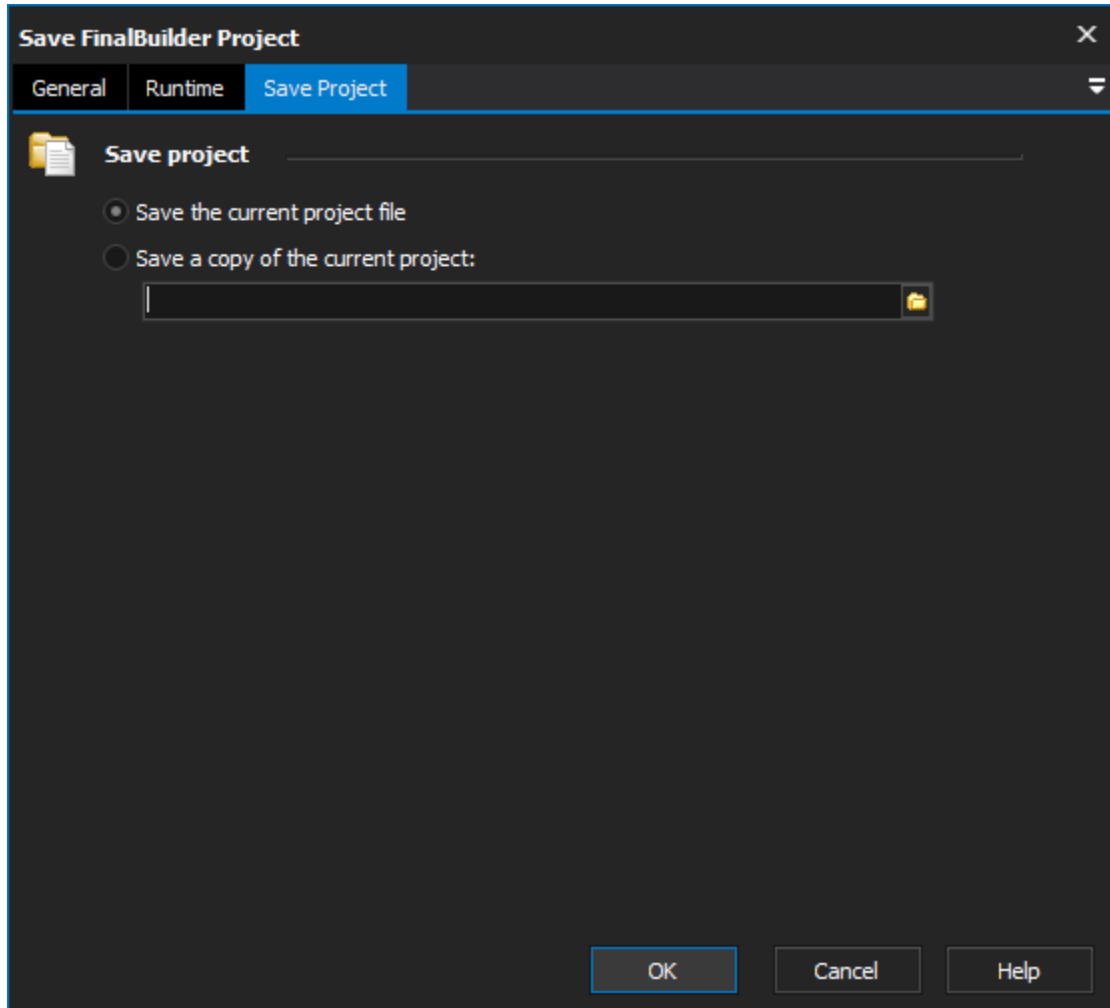 Save FinalBuilder Project
General Runtime Save Project
Save project
Save the current project file
Save a copy of the current project:
OK Cancel Help